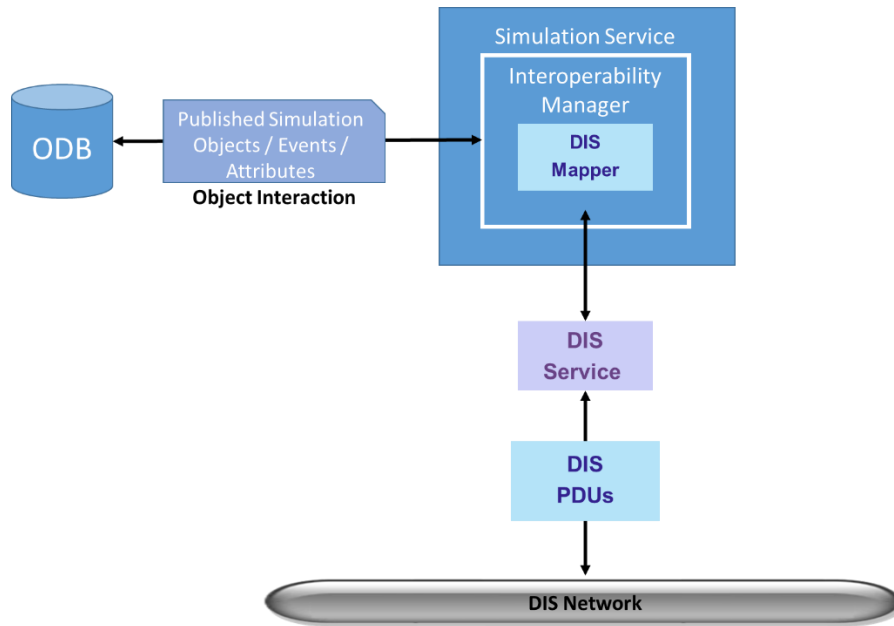 Simulation Service
Interoperability
Manager
DIS
Mapper
ODB
Published Simulation
Objects / Events /
Attributes
Object Interaction
DIS
Service
DIS
PDUs
DIS Network